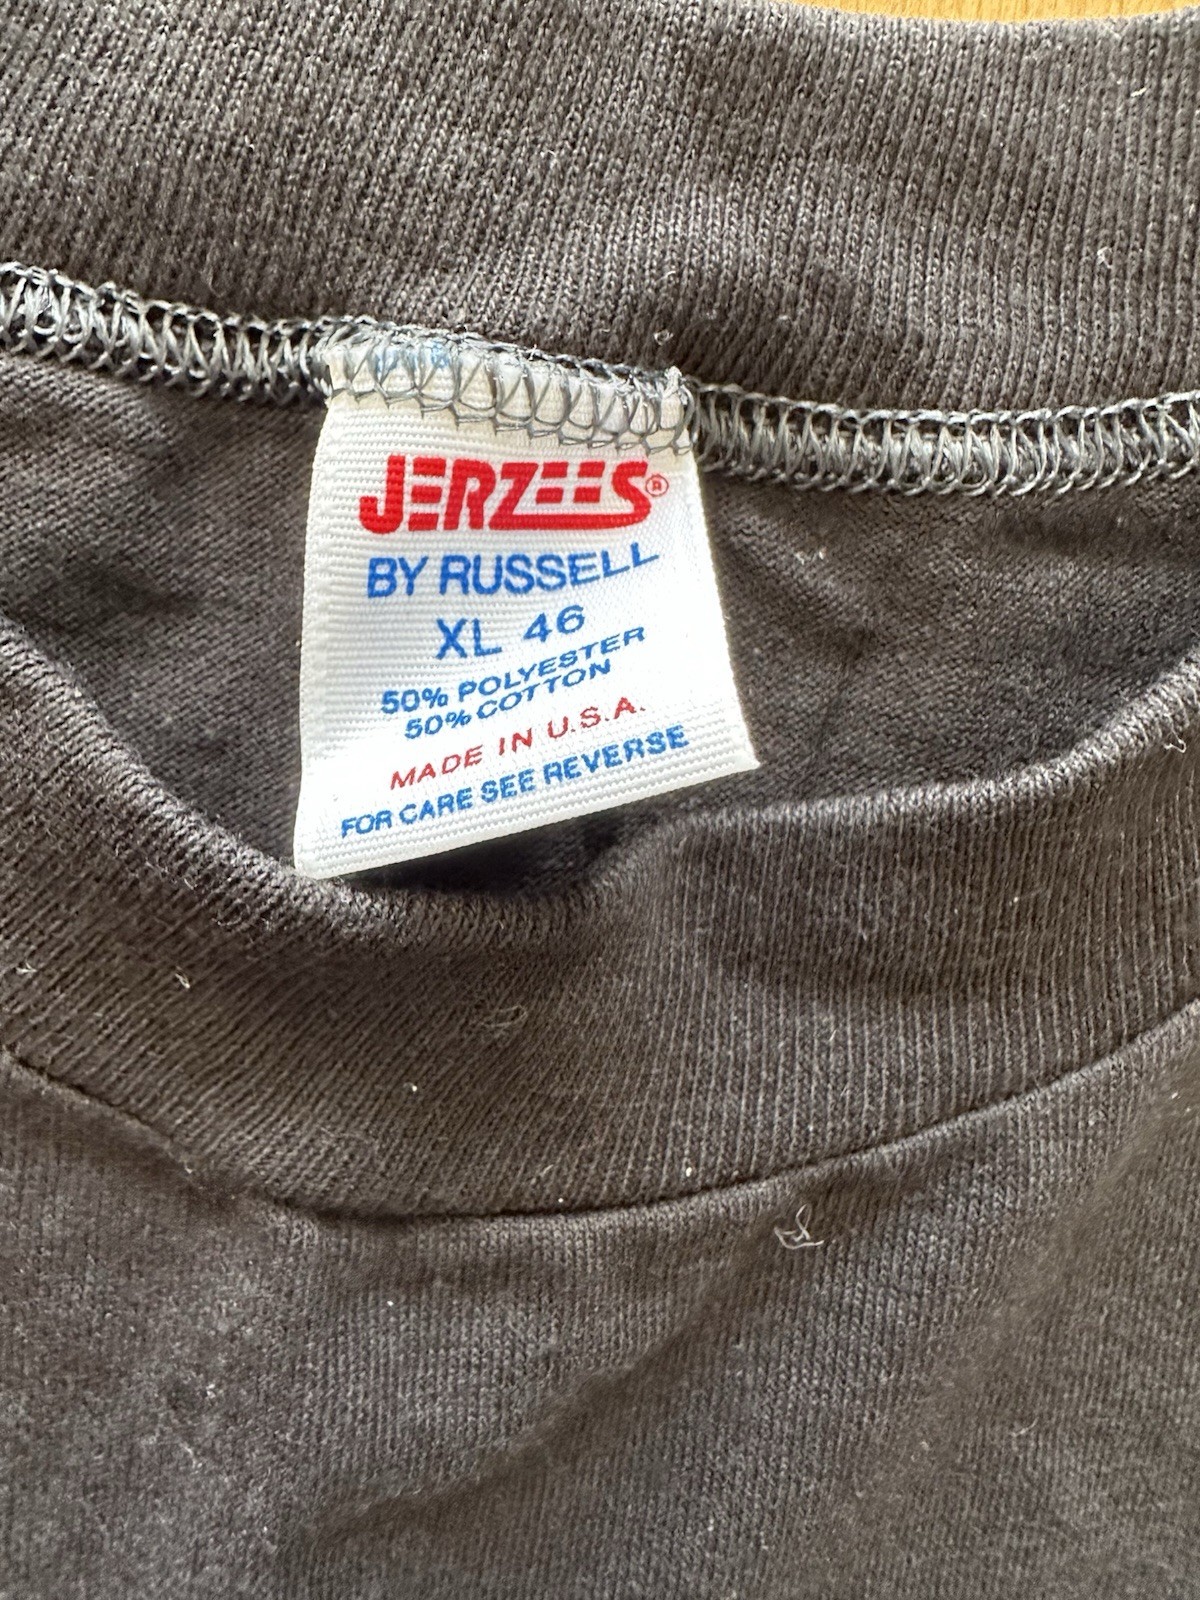 JERZEES®
BY RUSSELL
XL 46
50% POLYESTER
50% COTTON
MADE IN U.S.A.
FOR CARE SEE REVERSE